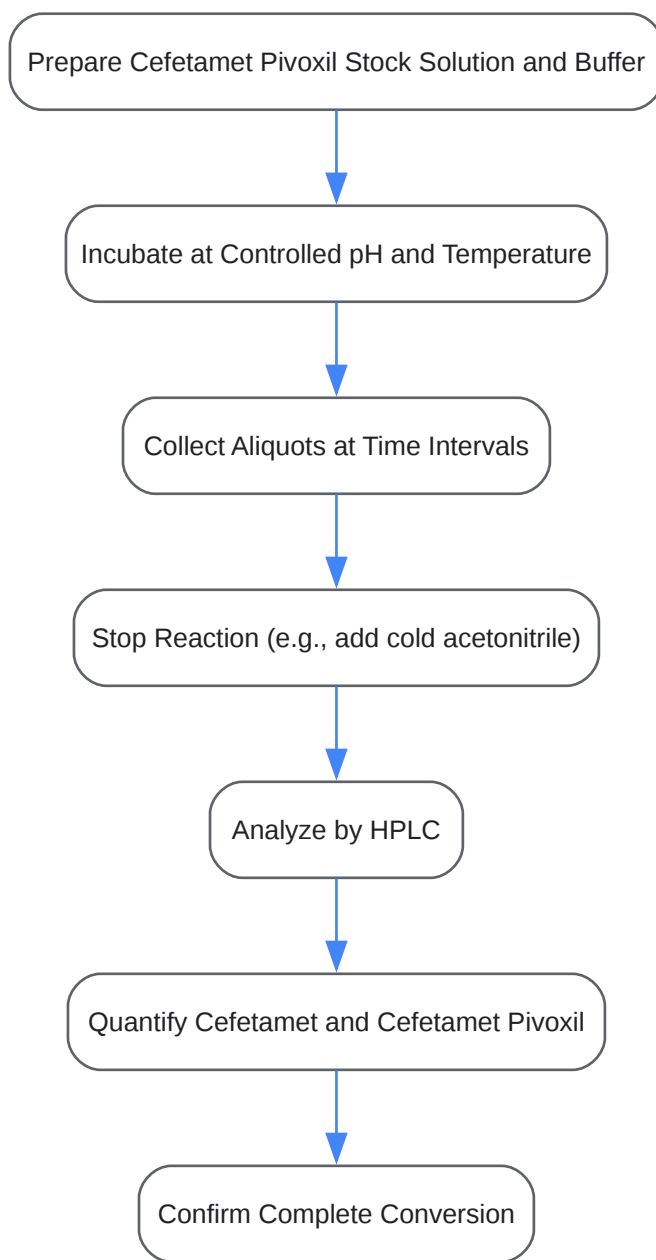 Prepare Cefetamet Pivoxil Stock Solution and Buffer
Incubate at Controlled pH and Temperature
Collect Aliquots at Time Intervals
Stop Reaction (e.g., add cold acetonitrile)
Analyze by HPLC
Quantify Cefetamet and Cefetamet Pivoxil
Confirm Complete Conversion